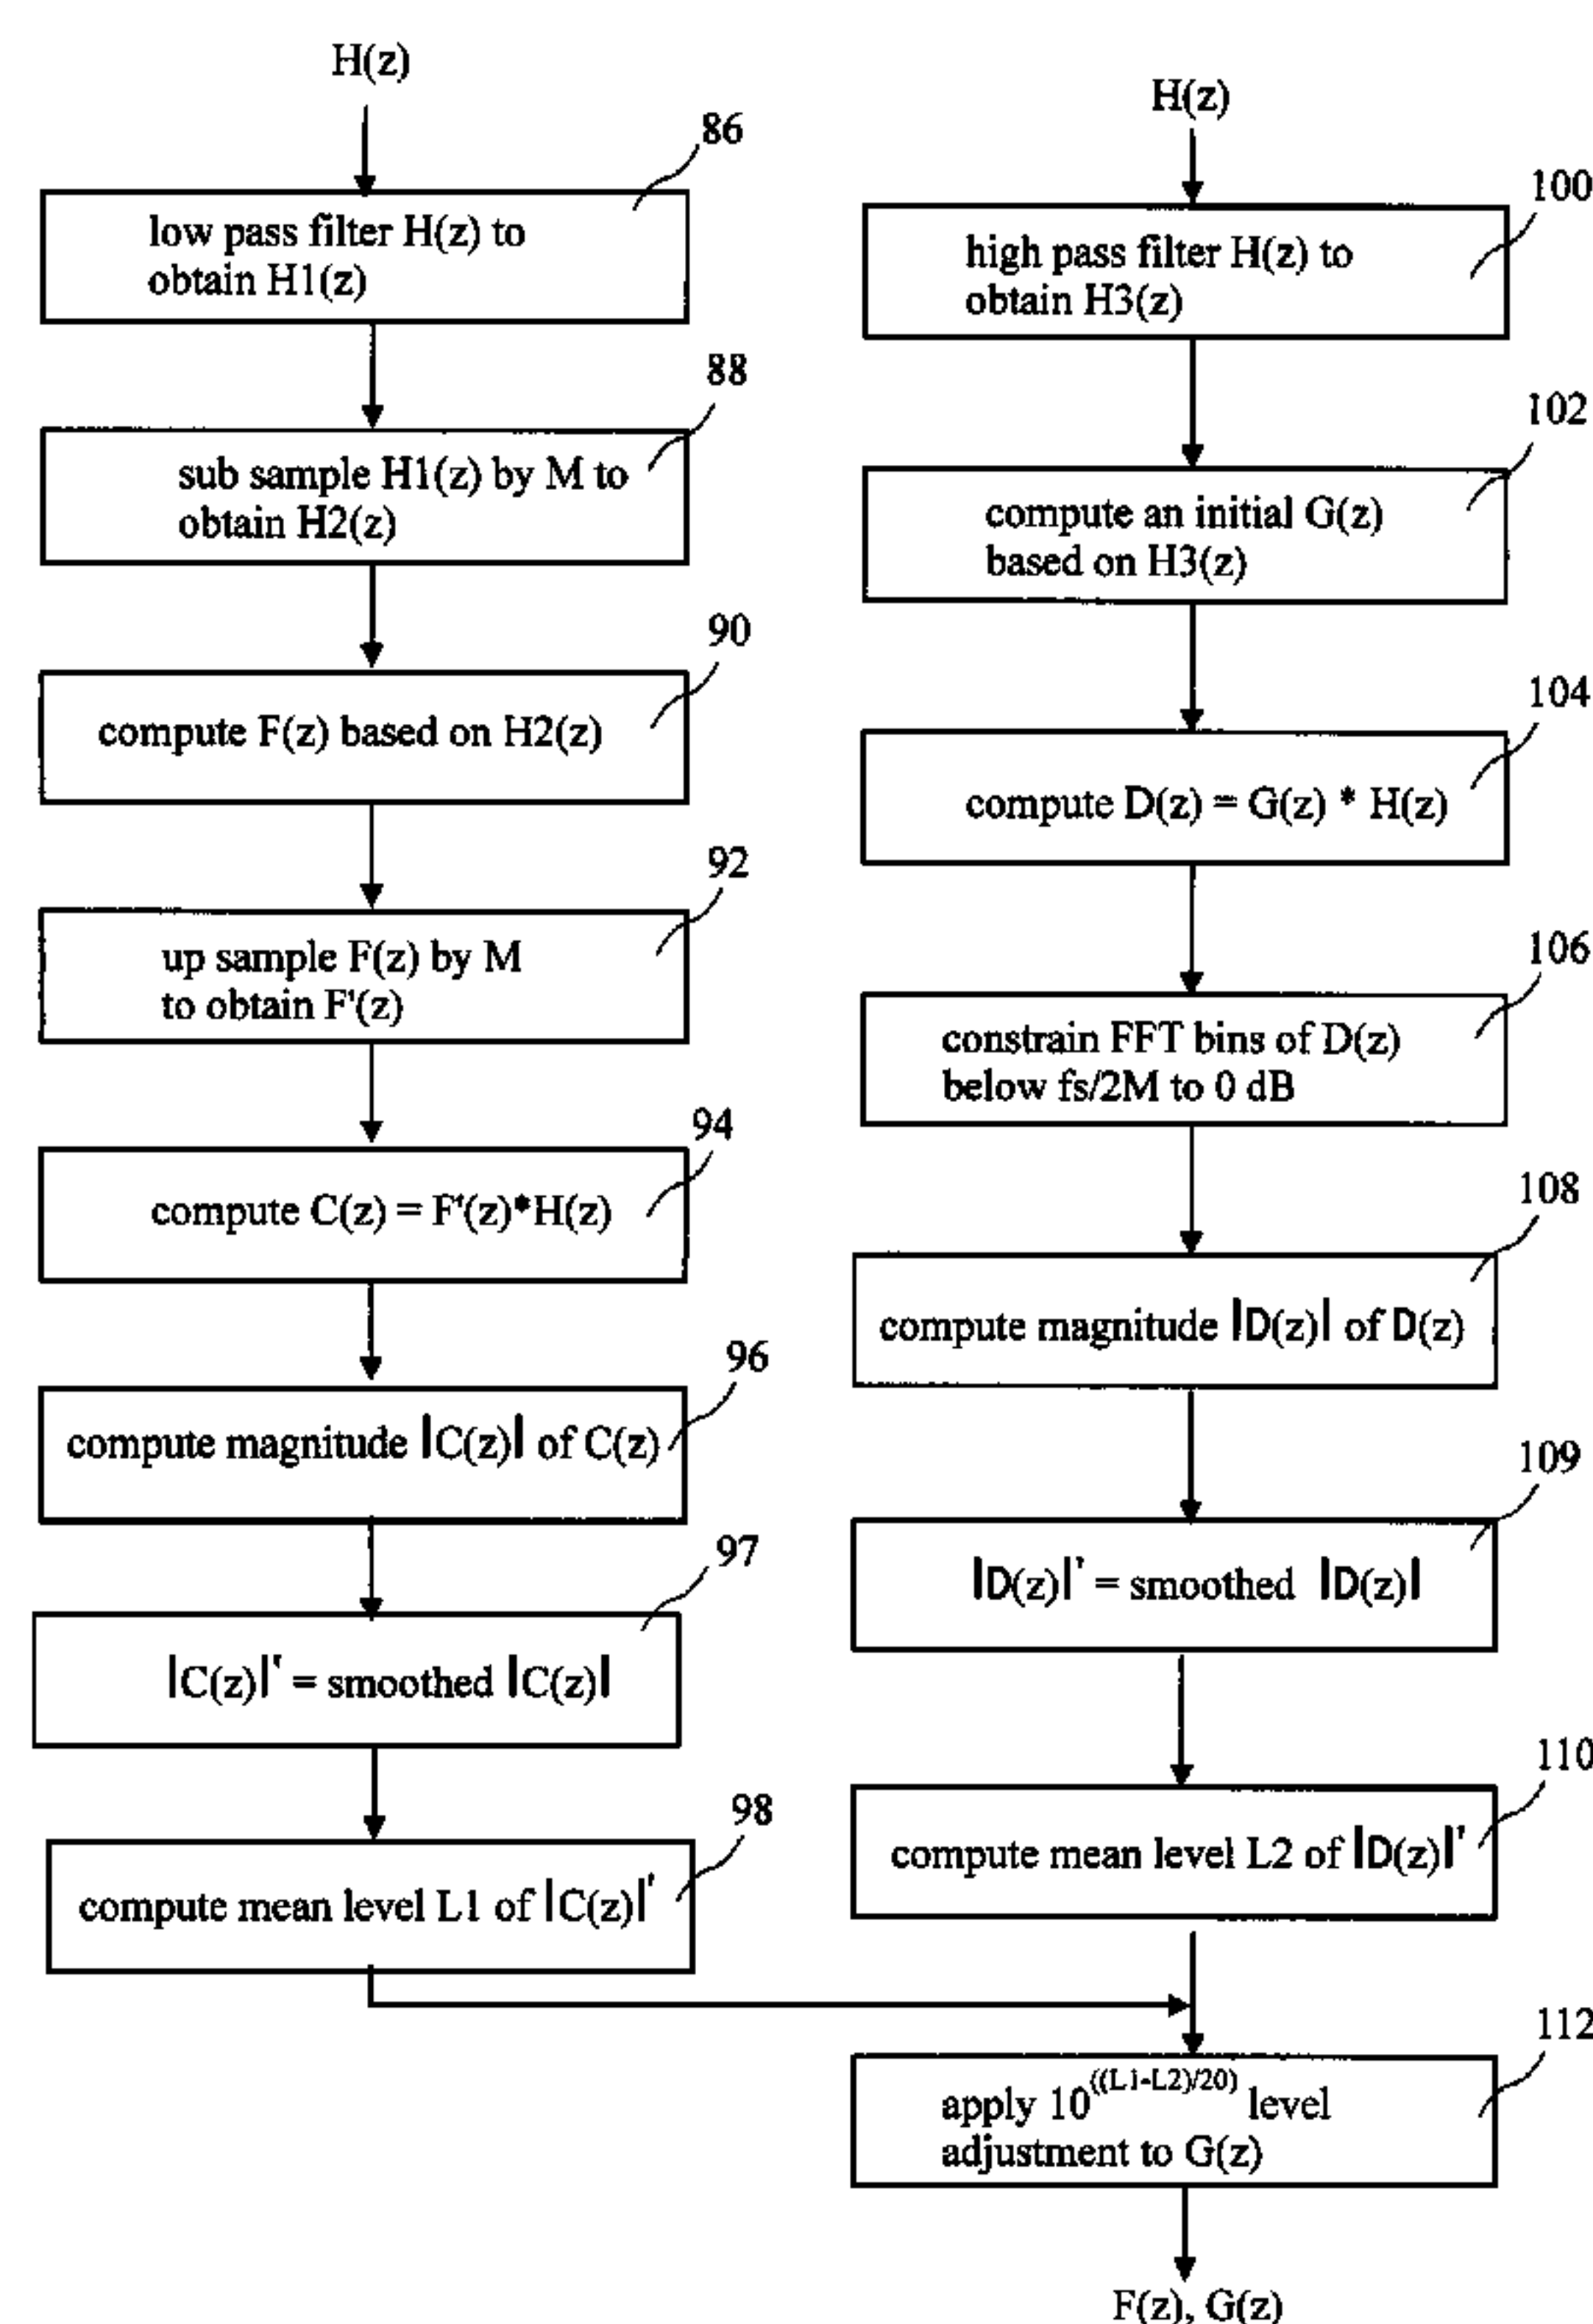 H(z)
86
low pass filter H(z) to
obtain H1(z)
88
sub sample H1(z) by M to
obtain H2(z)
90
compute F(z) based on H2(z)
92
up sample F(z) by M
to obtain F'(z)
94
compute C(z) = F'(z)*H(z)
96
compute magnitude |C(z)| of C(z)
97
|C(z)|' = smoothed |C(z)|
98
compute mean level L1 of |C(z)|'
H(z)
100
high pass filter H(z) to
obtain H3(z)
102
compute an initial G(z)
based on H3(z)
104
compute D(z) = G(z) * H(z)
106
constrain FFT bins of D(z)
below fs/2M to 0 dB
108
compute magnitude |D(z)| of D(z)
109
|D(z)|' = smoothed |D(z)|
110
compute mean level L2 of |D(z)|'
112
apply 10^((L1-L2)/20) level
adjustment to G(z)
F(z), G(z)